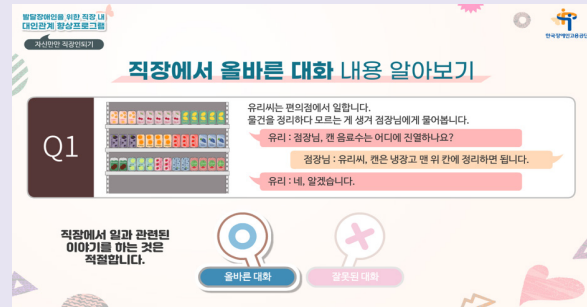 발달장애인을 위한 직장 내
대인관계 향상프로그램
자신만만 직장인되기
한국장애인고용공단
직장에서 올바른 대화 내용 알아보기
Q1
유리씨는 편의점에서 일합니다.
물건을 정리하다 모르는 게 생겨 점장님에게 물어봅니다.
유리 : 점장님, 캔 음료수는 어디에 진열하나요?
점장님 : 유리씨, 캔은 냉장고 맨 위 칸에 정리하면 됩니다.
유리 : 네, 알겠습니다.
직장에서 일과 관련된
이야기를 하는 것은
적절합니다.
올바른 대화
잘못된 대화